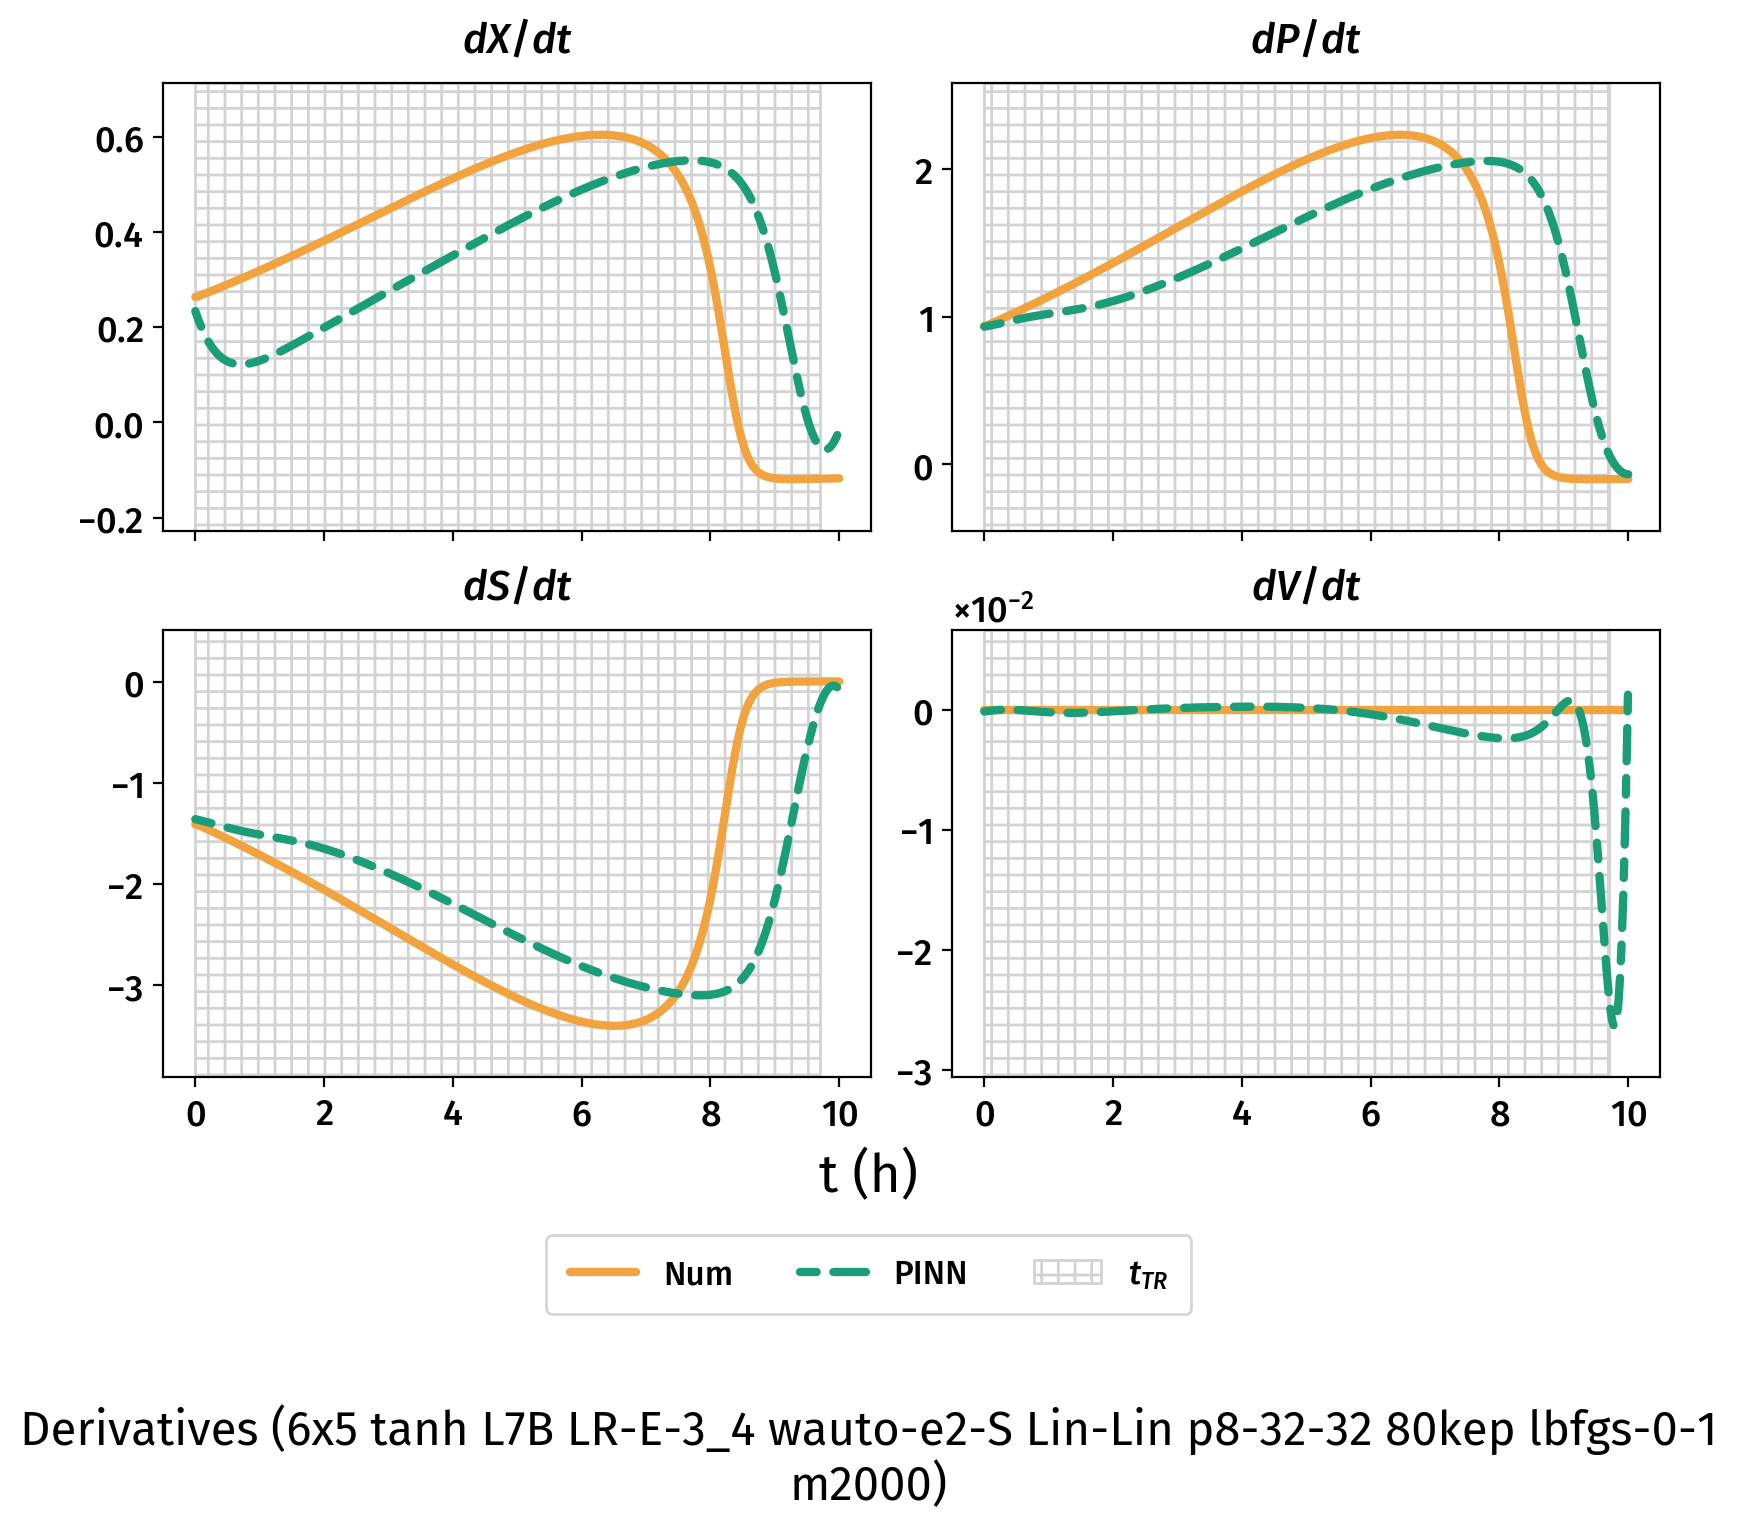 dX/dt
dP/dt
0.6
0.4
0.2
0.0
−0.2
2
1
0
dS/dt
dV/dt
×10⁻²
0
−1
−2
−3
0
−1
−2
−3
0 2 4 6 8 10
0 2 4 6 8 10
t (h)
Num PINN t_TR
Derivatives (6x5 tanh L7B LR-E-3_4 wauto-e2-S Lin-Lin p8-32-32 80kep lbfgs-0-1
m2000)